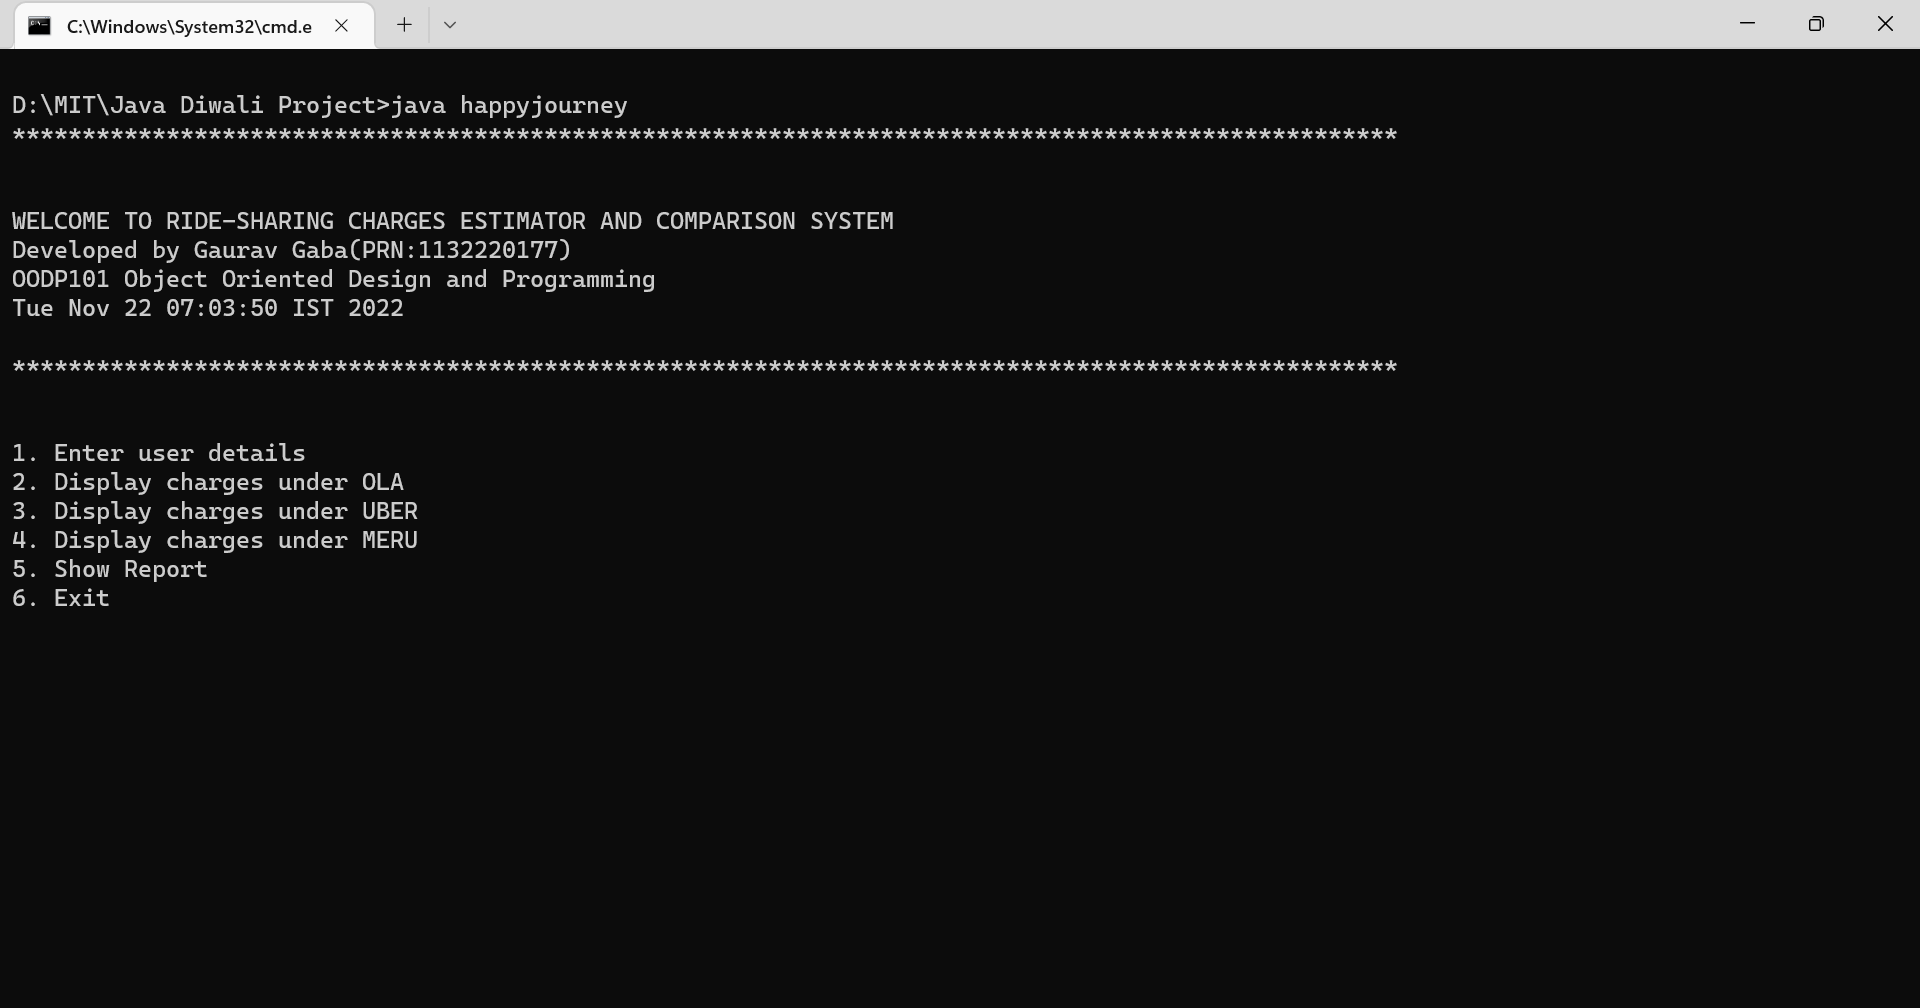 C:\Windows\System32\cmd.e
D:\MIT\Java Diwali Project>java happyjourney
***************************************************************************************************
WELCOME TO RIDE-SHARING CHARGES ESTIMATOR AND COMPARISON SYSTEM
Developed by Gaurav Gaba(PRN:1132220177)
OODP101 Object Oriented Design and Programming
Tue Nov 22 07:03:50 IST 2022
***************************************************************************************************
1. Enter user details
2. Display charges under OLA
3. Display charges under UBER
4. Display charges under MERU
5. Show Report
6. Exit